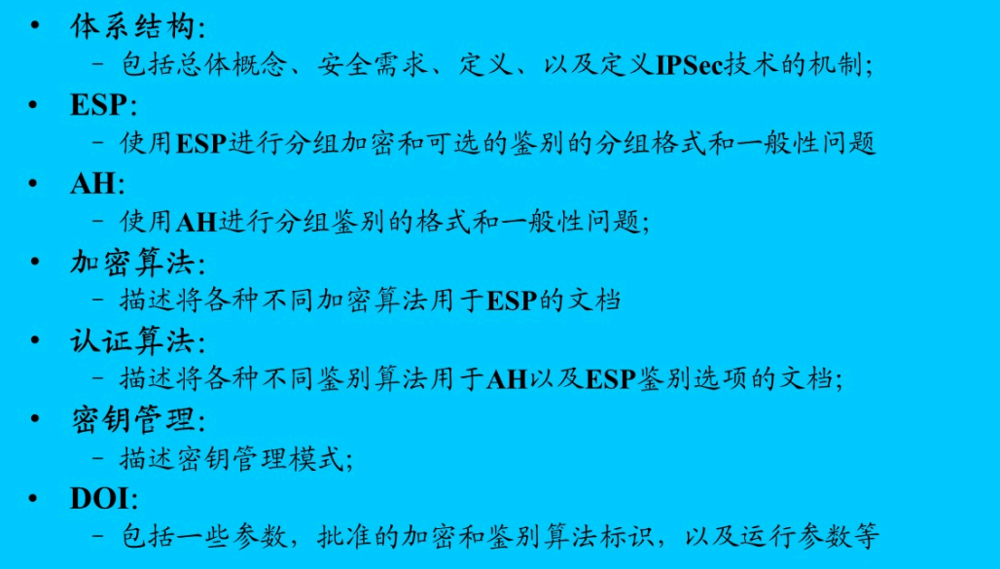 • 体系结构:
– 包括总体概念、安全需求、定义、以及定义IPSec技术的机制;
• ESP:
– 使用ESP进行分组加密和可选的鉴别的分组格式和一般性问题
• AH:
– 使用AH进行分组鉴别的格式和一般性问题;
• 加密算法:
– 描述将各种不同加密算法用于ESP的文档
• 认证算法:
– 描述将各种不同鉴别算法用于AH以及ESP鉴别选项的文档;
• 密钥管理:
– 描述密钥管理模式;
• DOI:
– 包括一些参数，批准的加密和鉴别算法标识，以及运行参数等